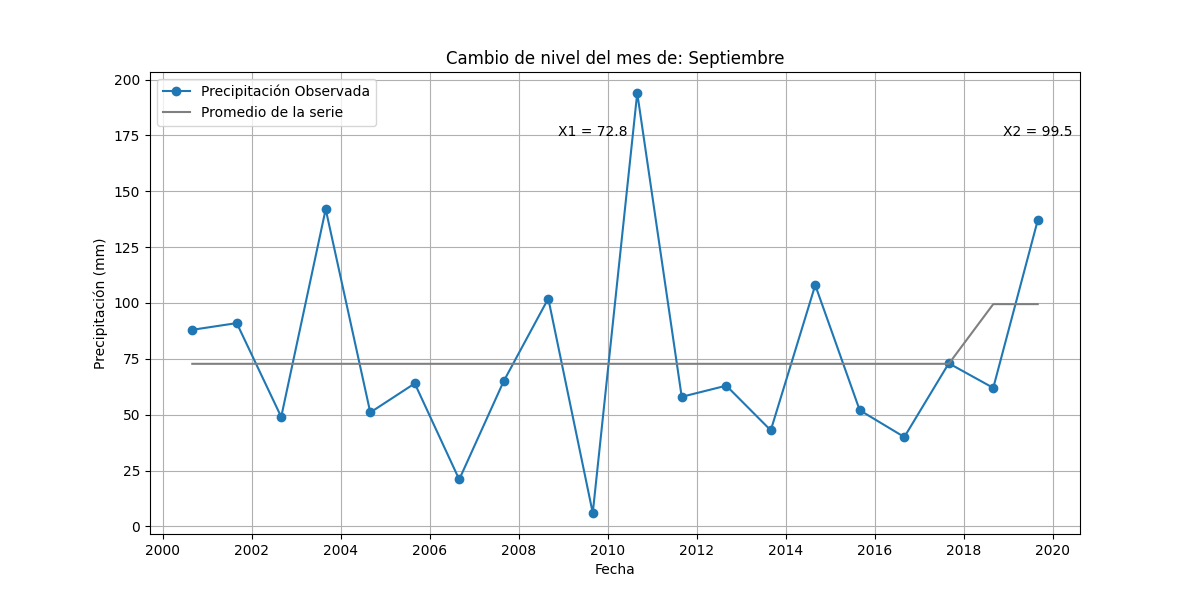 Cambio de nivel del mes de: Septiembre
Precipitación Observada
Promedio de la serie
X1 = 72.8
X2 = 99.5
Precipitación (mm)
200
175
150
125
100
75
50
25
0
2000 2002 2004 2006 2008 2010 2012 2014 2016 2018 2020
Fecha